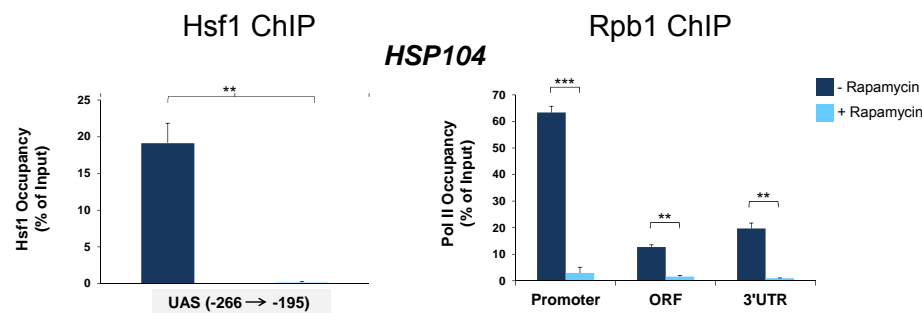 Hsf1 ChIP
Rpb1 ChIP
HSP104
- Rapamycin
+ Rapamycin
Hsf1 Occupancy
(% of Input)
25
20
15
10
5
0
**
UAS (-266 → -195)
Pol II Occupancy
(% of Input)
70
60
50
40
30
20
10
0
***
**
**
Promoter
ORF
3'UTR